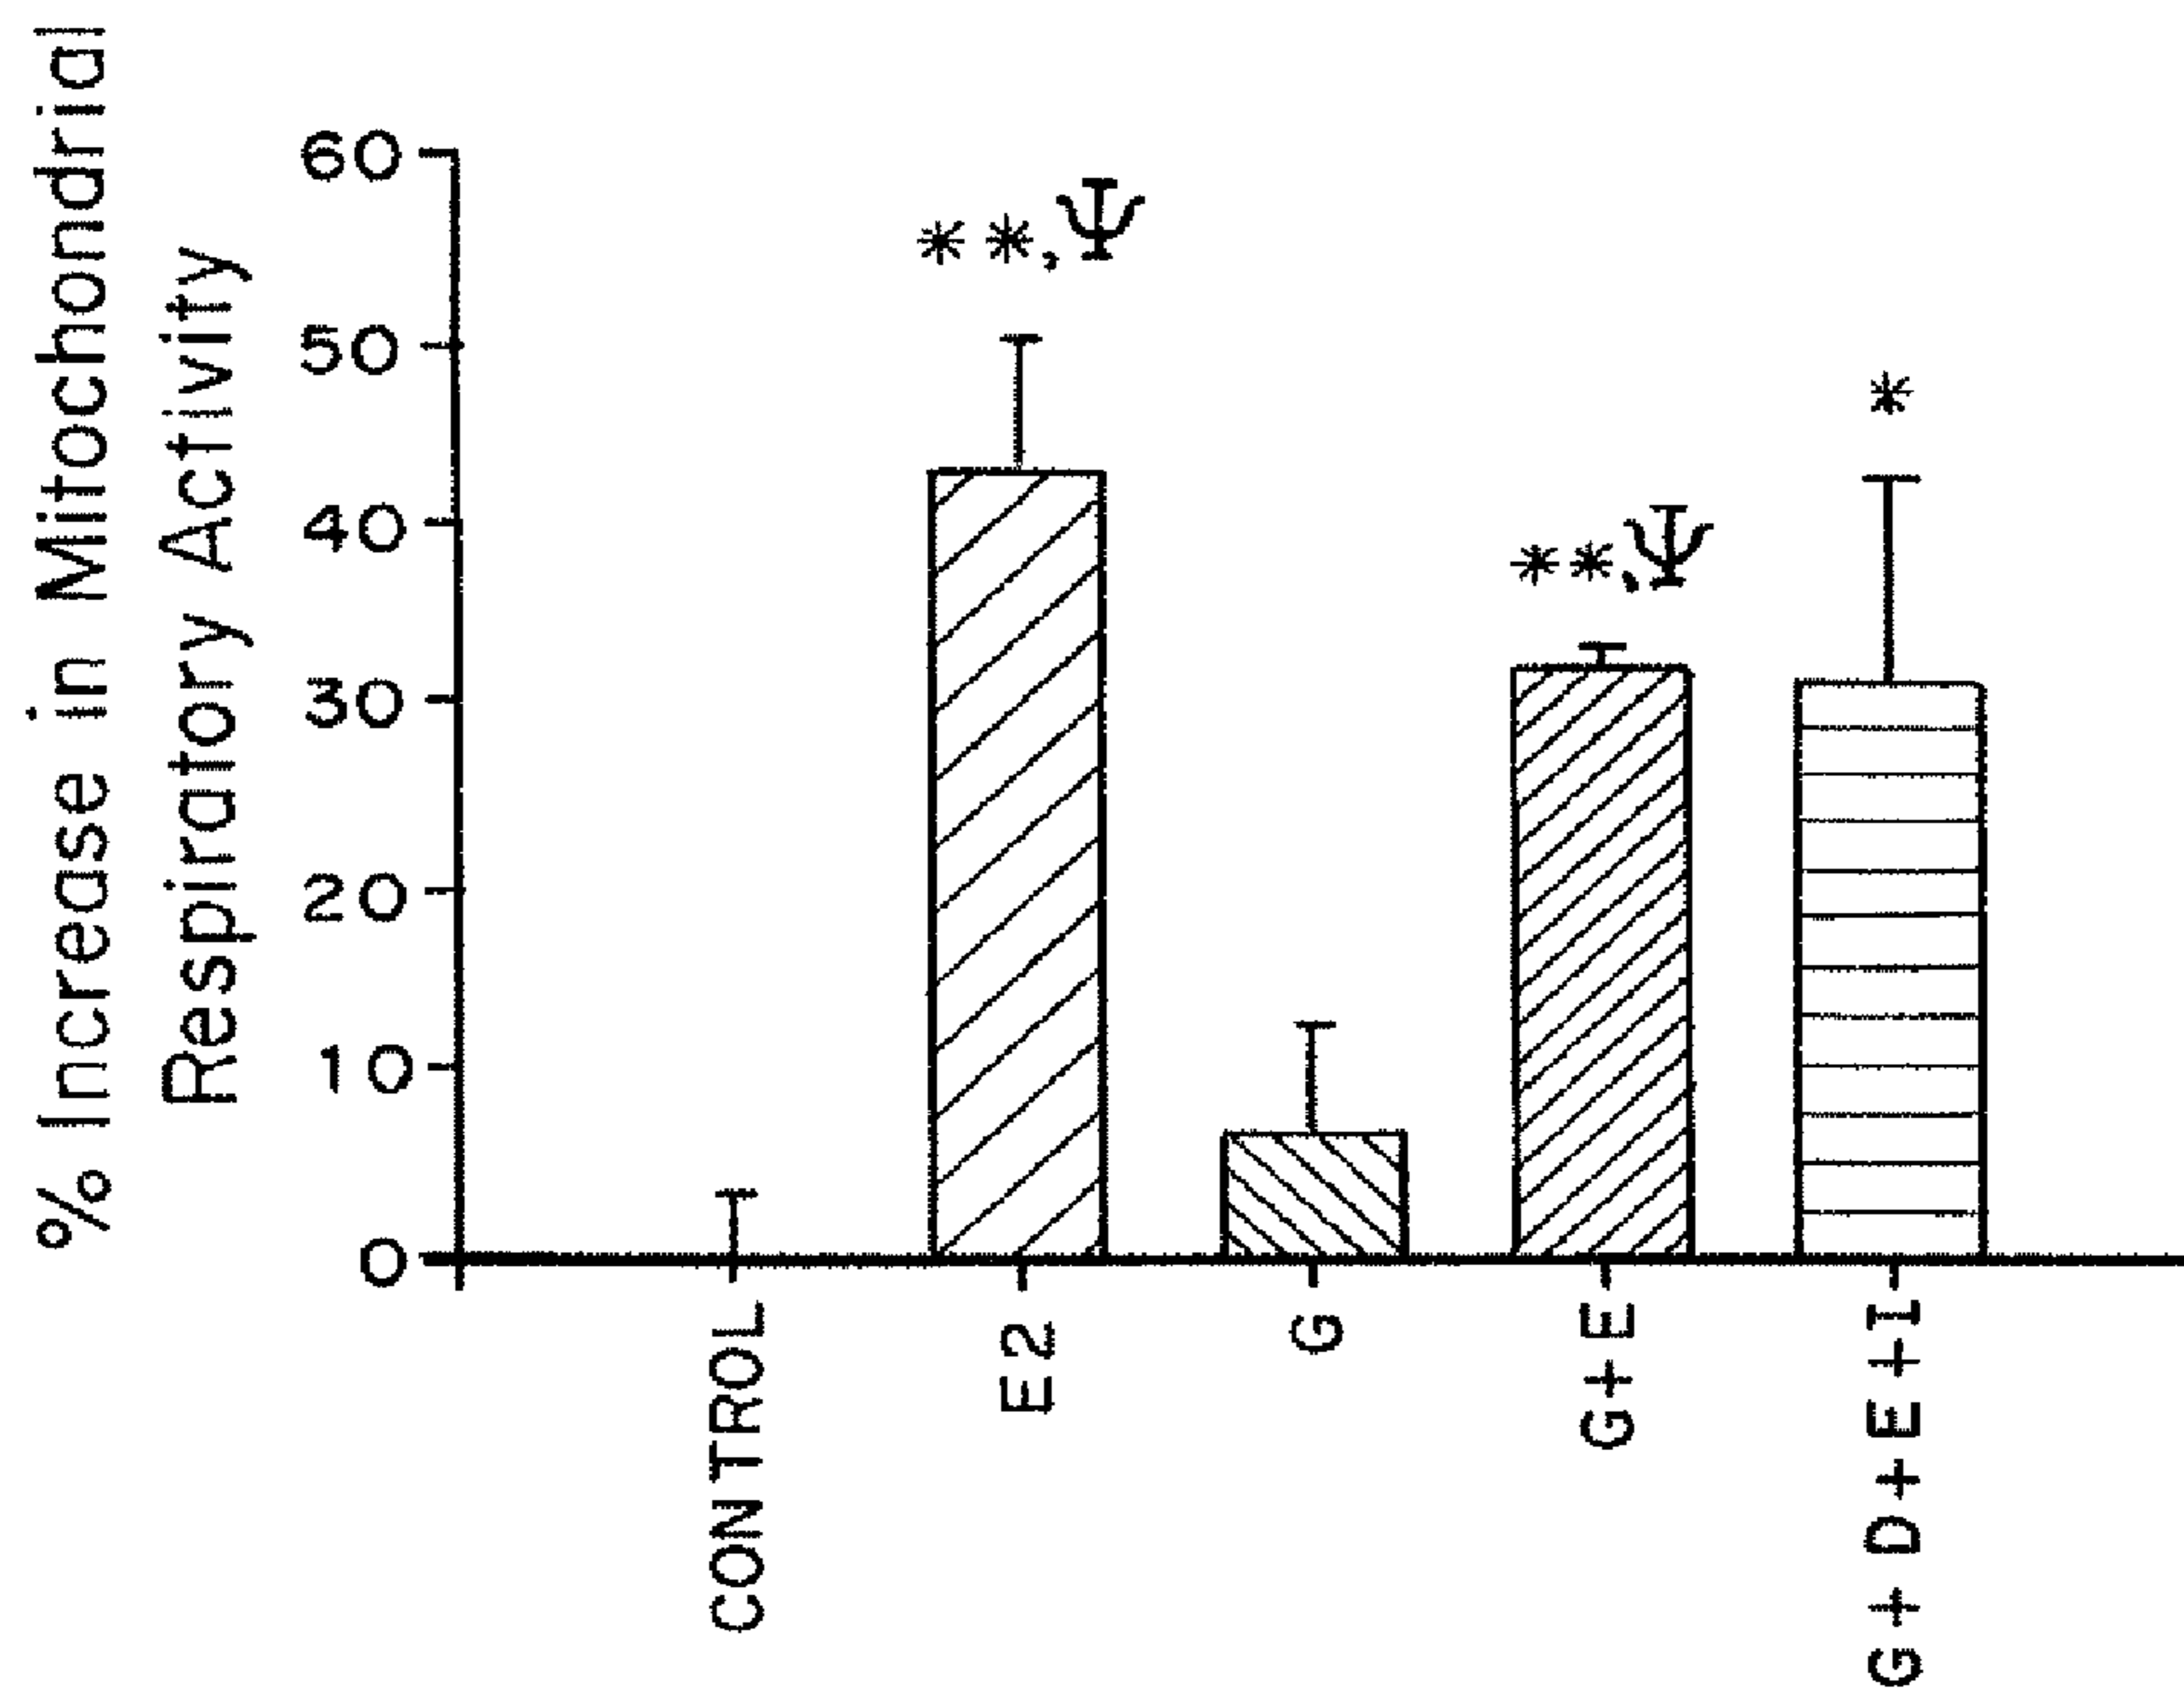 % Increase in Mitochondrial
Respiratory Activity
60
50
40
30
20
10
0
**,Ψ
**,Ψ
*
CONTROL
E2
G
G+E
G+D+E+I